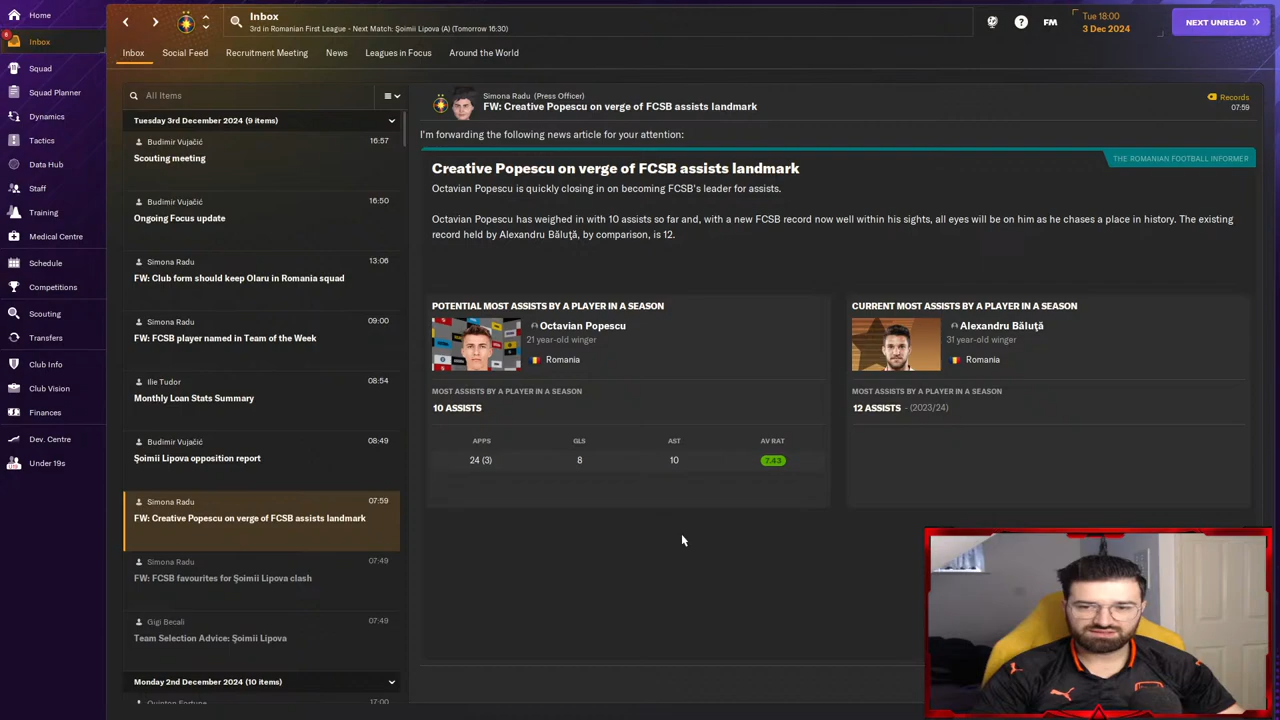 Home
6
Inbox
Squad
Squad Planner
Dynamics
Tactics
Data Hub
Staff
Training
Medical Centre
Schedule
Competitions
Scouting
Transfers
Club Info
Club Vision
Finances
Dev. Centre
Under 19s
Inbox
3rd in Romanian First League - Next Match: Șoimii Lipova (A) (Tomorrow 16:30)
FM
Tue 18:00
3 Dec 2024
NEXT UNREAD
Inbox Social Feed Recruitment Meeting News Leagues in Focus Around the World
All Items
Tuesday 3rd December 2024 (9 items)
Budimir Vujačić 16:57
Scouting meeting
Budimir Vujačić 16:50
Ongoing Focus update
Simona Radu 13:06
FW: Club form should keep Olaru in Romania squad
Simona Radu 09:00
FW: FCSB player named in Team of the Week
Ilie Tudor 08:54
Monthly Loan Stats Summary
Budimir Vujačić 08:49
Șoimii Lipova opposition report
Simona Radu 07:59
FW: Creative Popescu on verge of FCSB assists landmark
Simona Radu 07:49
FW: FCSB favourites for Șoimii Lipova clash
Gigi Becali 07:49
Team Selection Advice: Șoimii Lipova
Monday 2nd December 2024 (10 items)
Quinton Fortune 17:00
Simona Radu (Press Officer)
FW: Creative Popescu on verge of FCSB assists landmark
Records
07:59
I'm forwarding the following news article for your attention:
THE ROMANIAN FOOTBALL INFORMER
Creative Popescu on verge of FCSB assists landmark
Octavian Popescu is quickly closing in on becoming FCSB's leader for assists.
Octavian Popescu has weighed in with 10 assists so far and, with a new FCSB record now well within his sights, all eyes will be on him as he chases a place in history. The existing
record held by Alexandru Băluță, by comparison, is 12.
POTENTIAL MOST ASSISTS BY A PLAYER IN A SEASON
Octavian Popescu
21 year-old winger
Romania
MOST ASSISTS BY A PLAYER IN A SEASON
10 ASSISTS
APPS GLS AST AV RAT
24 (3) 8 10 7.43
CURRENT MOST ASSISTS BY A PLAYER IN A SEASON
Alexandru Băluță
31 year-old winger
Romania
MOST ASSISTS BY A PLAYER IN A SEASON
12 ASSISTS - (2023/24)